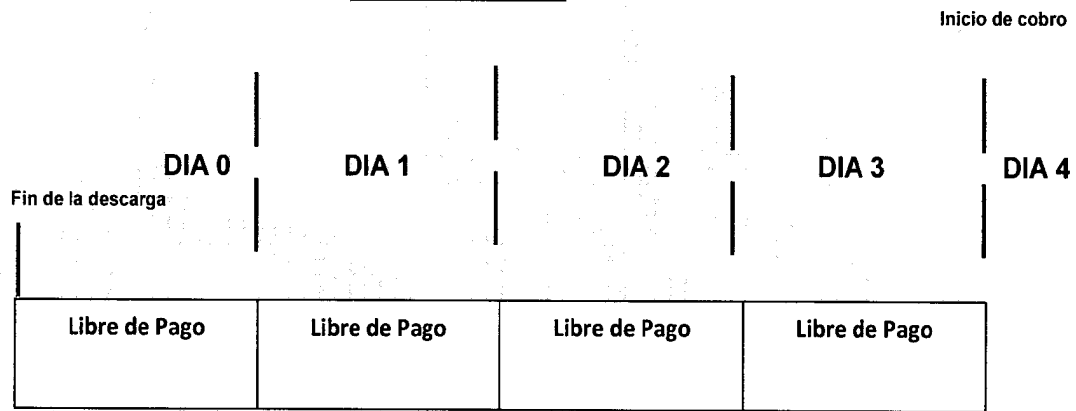 Inicio de cobro
DIA 0 DIA 1 DIA 2 DIA 3 DIA 4
Fin de la descarga
Libre de Pago Libre de Pago Libre de Pago Libre de Pago